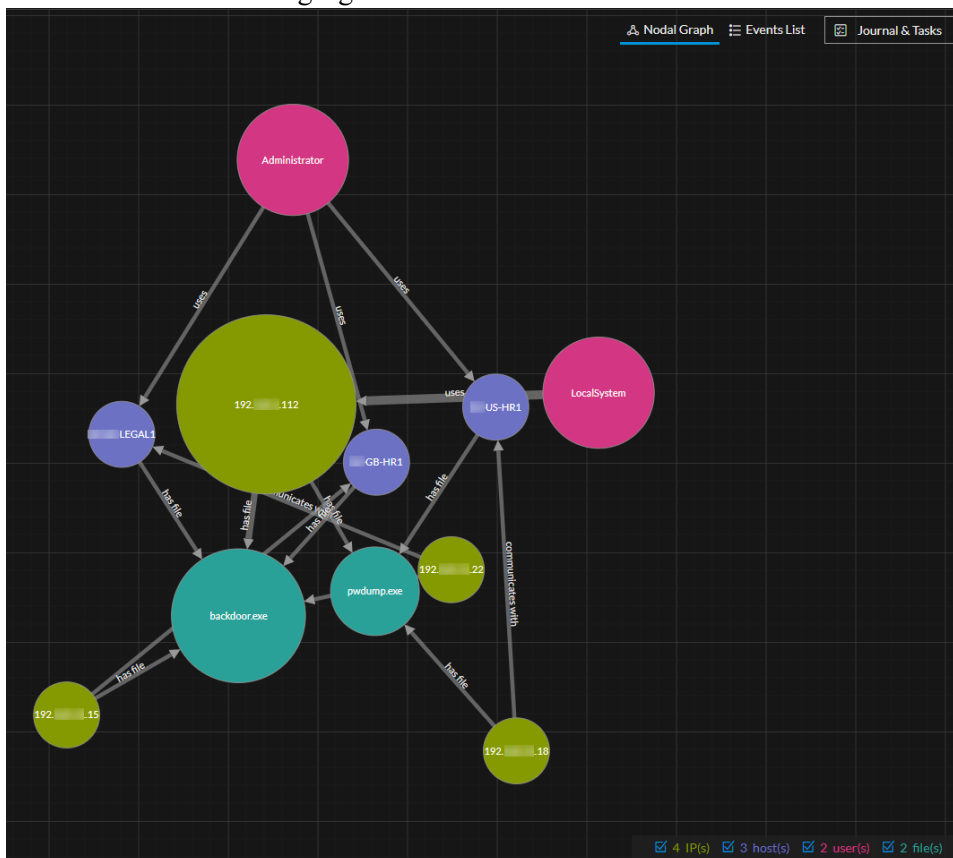 Nodal Graph Events List Journal & Tasks
Administrator
uses
uses
uses
192. .112
uses
US-HR1
LocalSystem
LEGAL1
GB-HR1
has file
has file
has file
has file
has file
192. .22
communicates with
backdoor.exe
pwdump.exe
has file
has file
192. .15
192. .18
4 IP(s) 3 host(s) 2 user(s) 2 file(s)